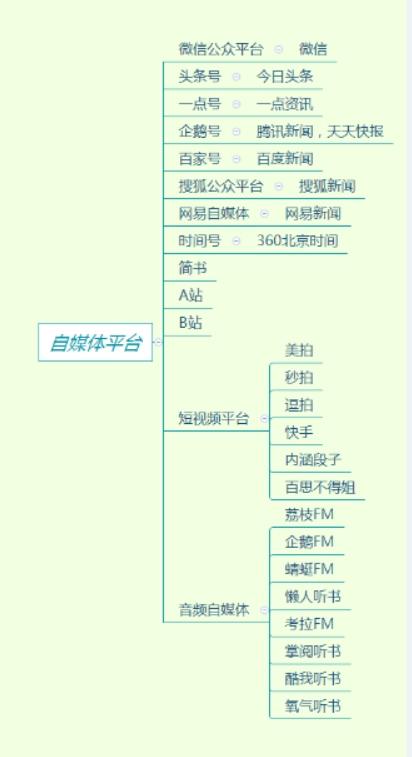 微信公众平台 微信
头条号 今日头条
一点号 一点资讯
企鹅号 腾讯新闻，天天快报
百家号 百度新闻
搜狐公众平台 搜狐新闻
网易自媒体 网易新闻
时间号 360北京时间
简书
A站
B站
自媒体平台
美拍
秒拍
逗拍
短视频平台
快手
内涵段子
百思不得姐
荔枝FM
企鹅FM
蜻蜓FM
懒人听书
音频自媒体
考拉FM
掌阅听书
酷我听书
氧气听书